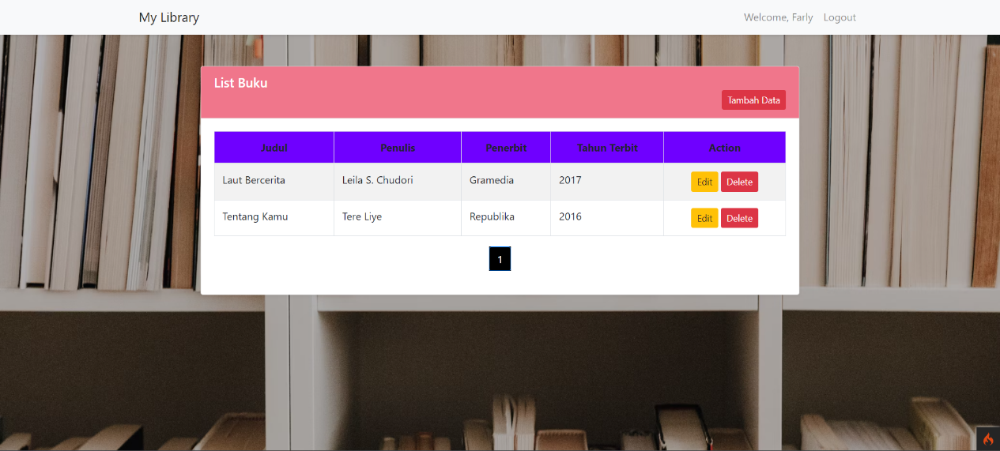 My Library
Welcome, Farly Logout
List Buku
Tambah Data
Judul Penulis Penerbit Tahun Terbit Action
Laut Bercerita Leila S. Chudori Gramedia 2017 Edit Delete
Tentang Kamu Tere Liye Republika 2016 Edit Delete
1